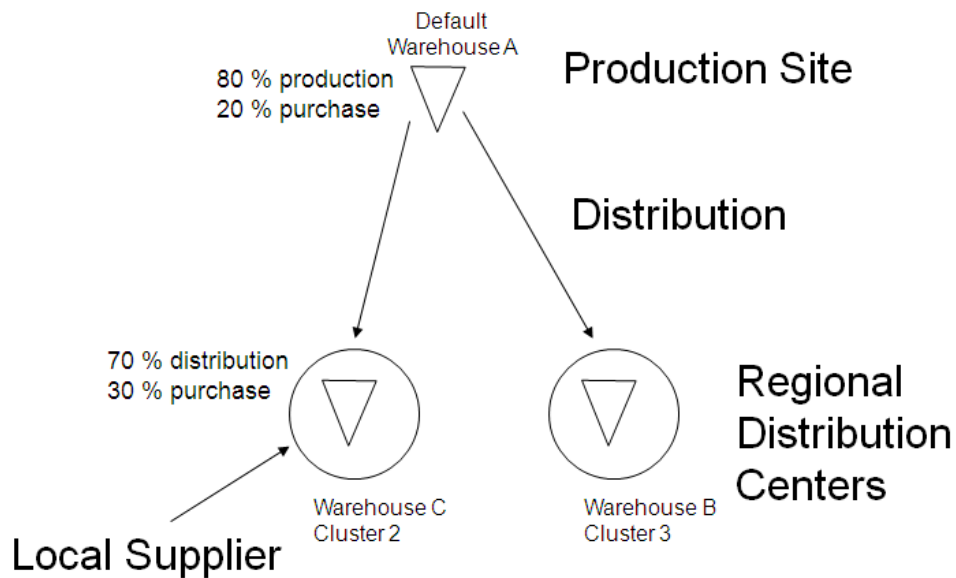 Default
Warehouse A
80 % production
20 % purchase
Production Site
Distribution
70 % distribution
30 % purchase
Regional
Distribution
Centers
Warehouse C
Cluster 2
Warehouse B
Cluster 3
Local Supplier